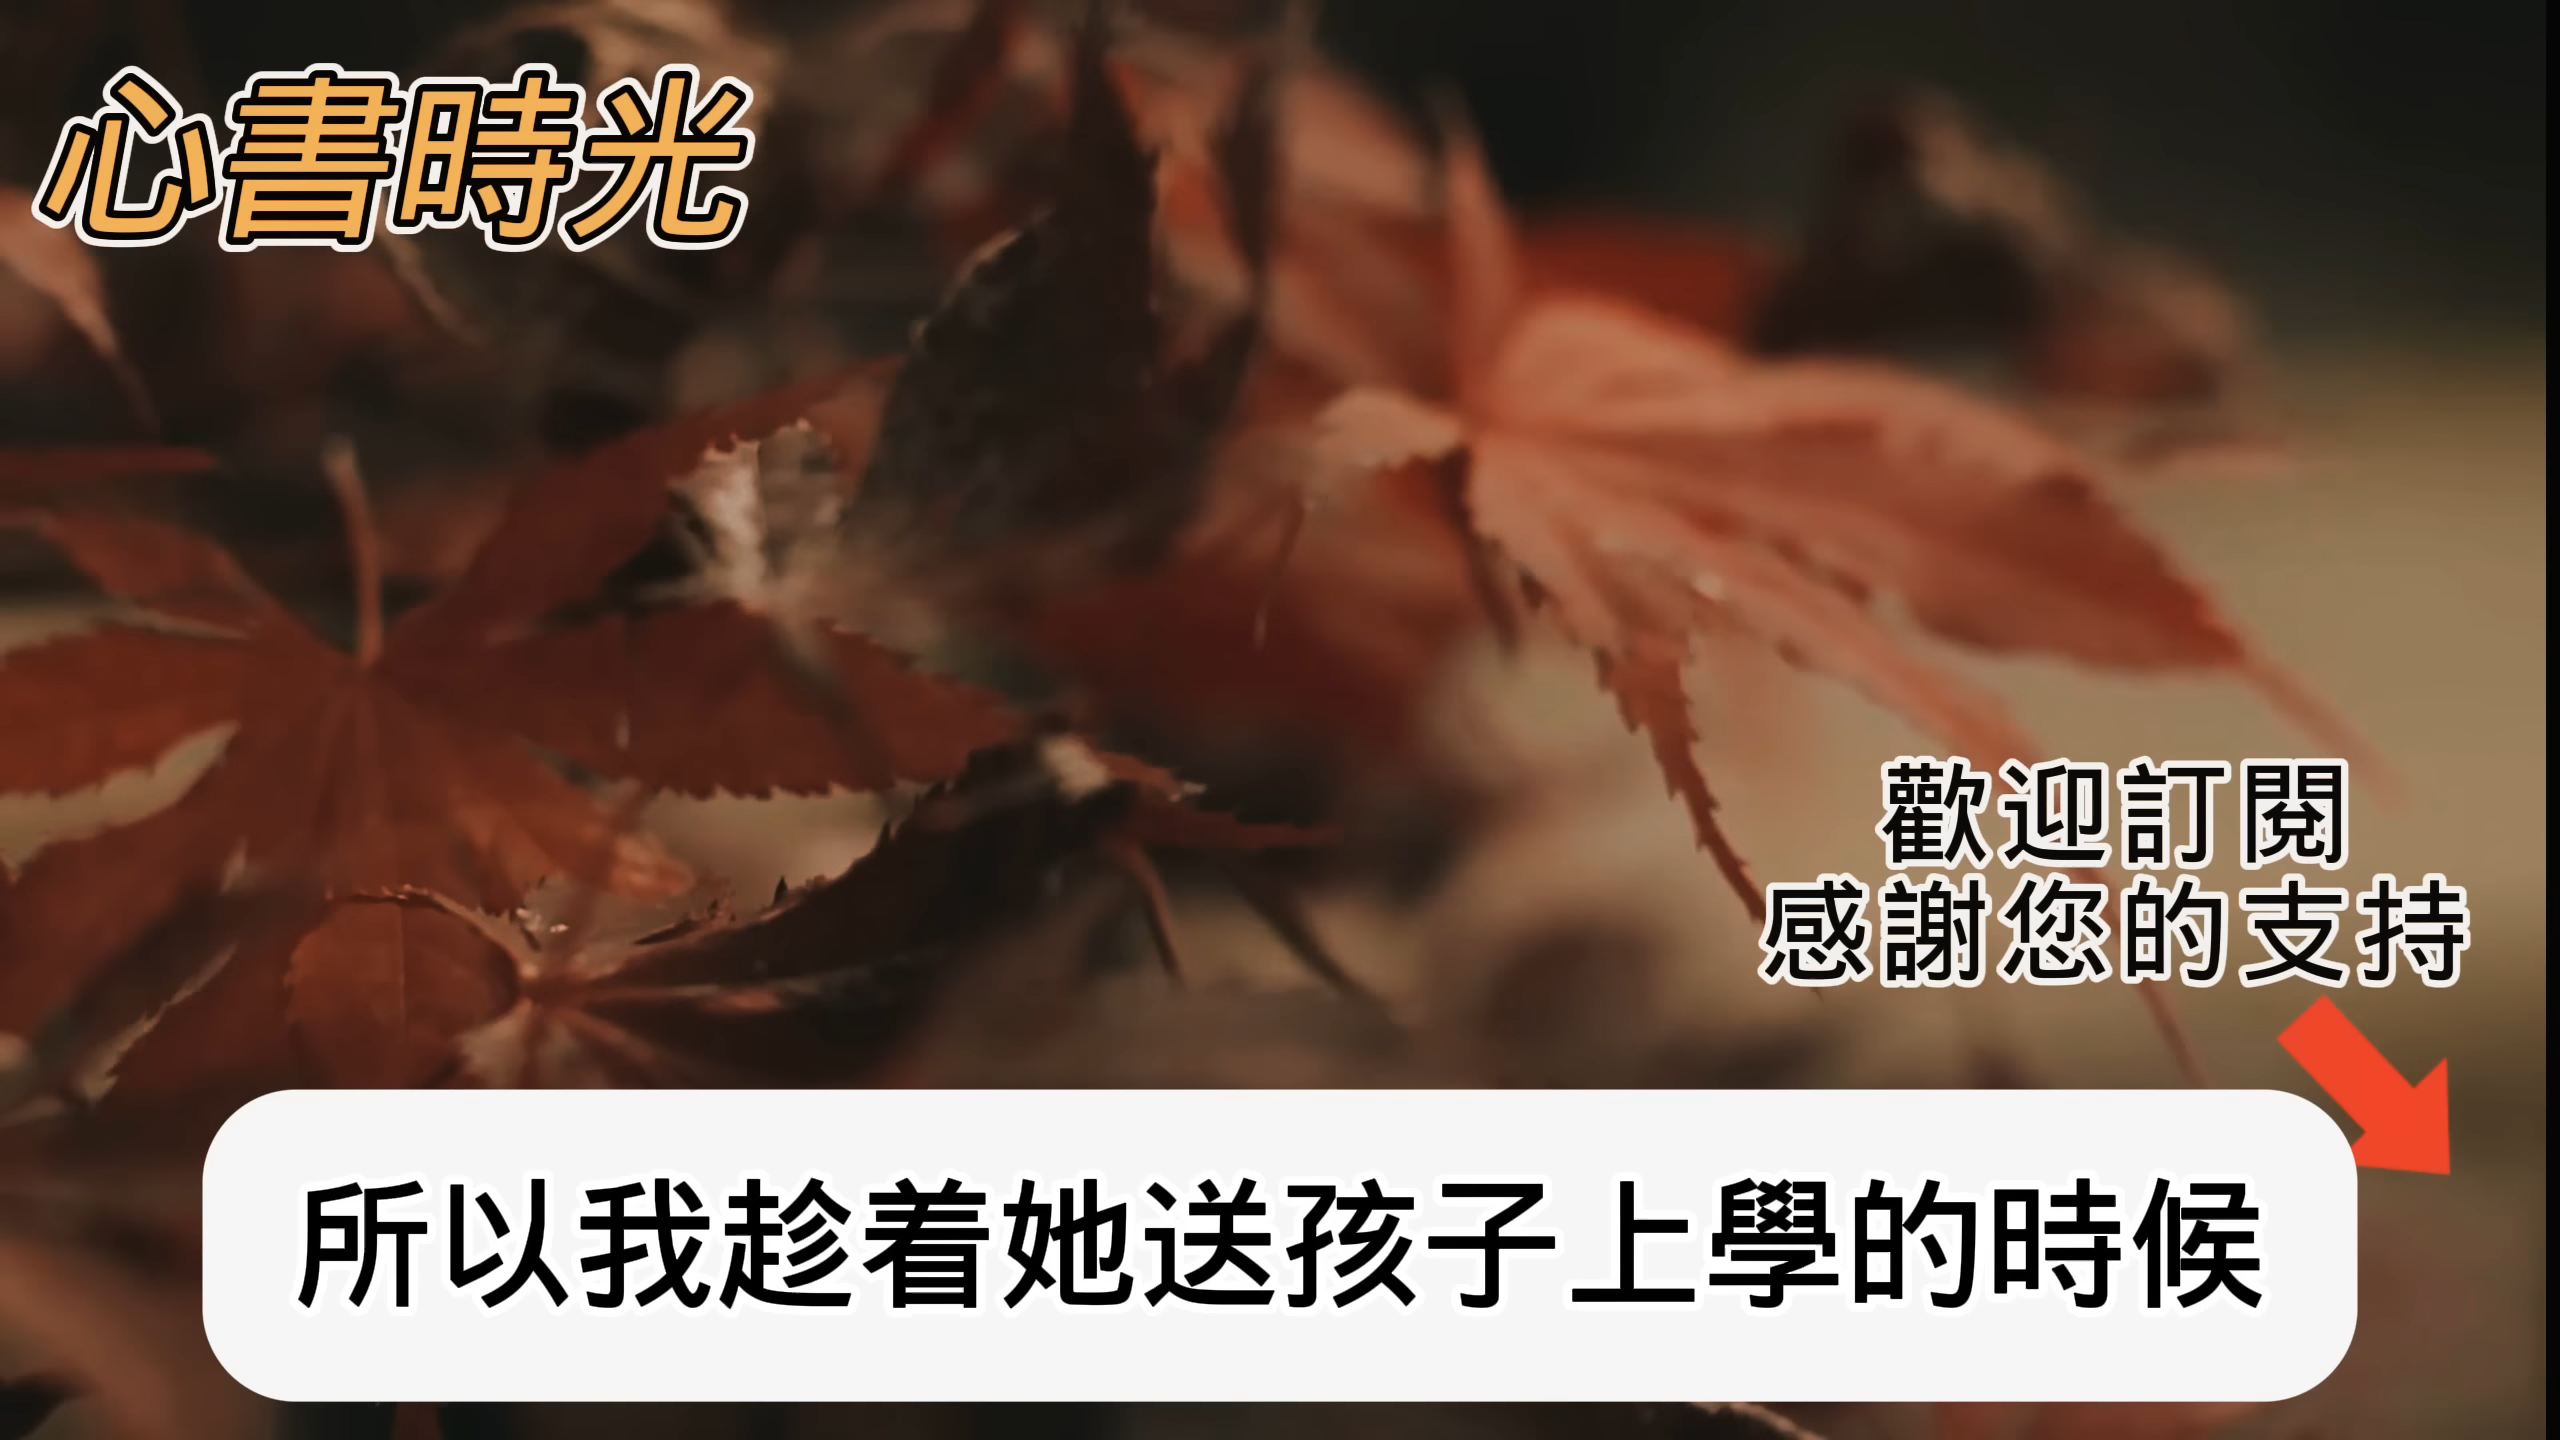 心書時光
歡迎訂閱
感謝您的支持
所以我趁着她送孩子上學的時候